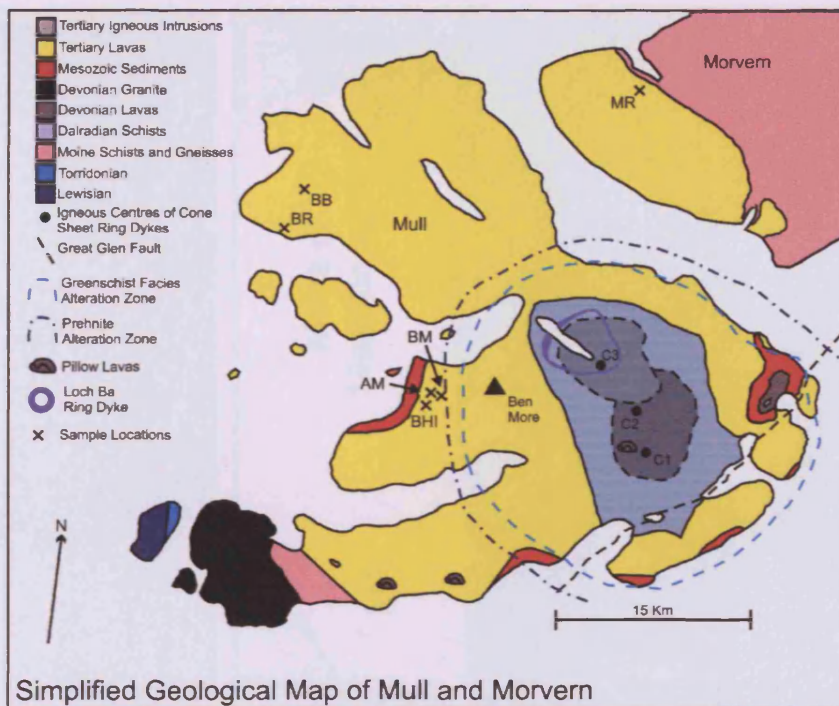 Tertiary Igneous Intrusions
Tertiary Lavas
Mesozoic Sediments
Devonian Granite
Devonian Lavas
Dalradian Schists
Moine Schists and Gneisses
Torridonian
Lewisian
Igneous Centres of Cone
Sheet Ring Dykes
Great Glen Fault
Greenschist Facies
Alteration Zone
Prehnite
Alteration Zone
Pillow Lavas
Loch Ba
Ring Dyke
Sample Locations
N
Morvern
MR
BB
BR
Mull
BM
AM
BHI
Ben
More
C3
C2
C1
15 Km
Simplified Geological Map of Mull and Morvern